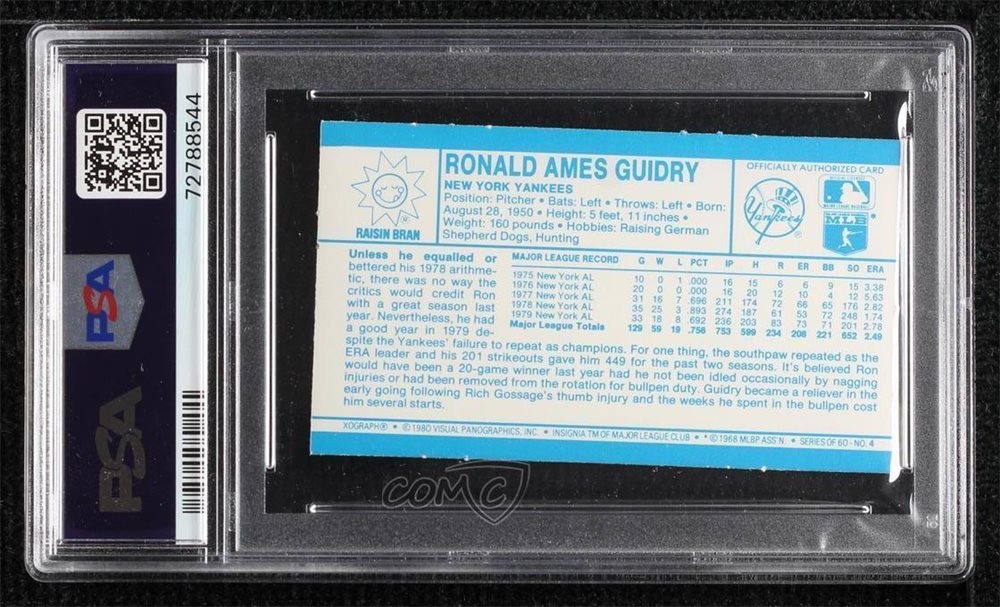 72788544
PSA
PSA
RONALD AMES GUIDRY
NEW YORK YANKEES
Position: Pitcher • Bats: Left • Throws: Left • Born:
August 28, 1950 • Height: 5 feet, 11 inches •
Weight: 160 pounds • Hobbies: Raising German
Shepherd Dogs, Hunting
RAISIN BRAN
OFFICIALLY AUTHORIZED CARD
Yankees
MLB
Unless he equalled or
bettered his 1978 arithme-
tic, there was no way the
critics would credit Ron
with a great season last
year. Nevertheless, he had
a good year in 1979 de-
spite the Yankees' failure to repeat as champions. For one thing, the southpaw repeated as the
ERA leader and his 201 strikeouts gave him 449 for the past two seasons. It's believed Ron
would have been a 20-game winner last year had he not been idled occasionally by nagging
injuries or had been removed from the rotation for bullpen duty. Guidry became a reliever in the
early going following Rich Gossage's thumb injury and the weeks he spent in the bullpen cost
him several starts.
MAJOR LEAGUE RECORD G W L PCT IP H R ER BB SO ERA
1975 New York AL 10 0 1 .000 16 15 6 6 9 15 3.38
1976 New York AL 20 0 0 .000 16 20 12 10 4 12 5.63
1977 New York AL 31 16 7 .696 211 174 72 66 65 176 2.82
1978 New York AL 35 25 3 .893 274 187 61 53 72 248 1.74
1979 New York AL 33 18 8 .692 236 203 83 73 71 201 2.78
Major League Totals 129 59 19 .756 753 599 234 208 221 652 2.49
XOGRAPH® • © 1980 VISUAL PANOGRAPHICS, INC. • INSIGNIA TM OF MAJOR LEAGUE CLUB • * © 1968 MLBP ASS'N. • SERIES OF 60 - NO. 4
COMC